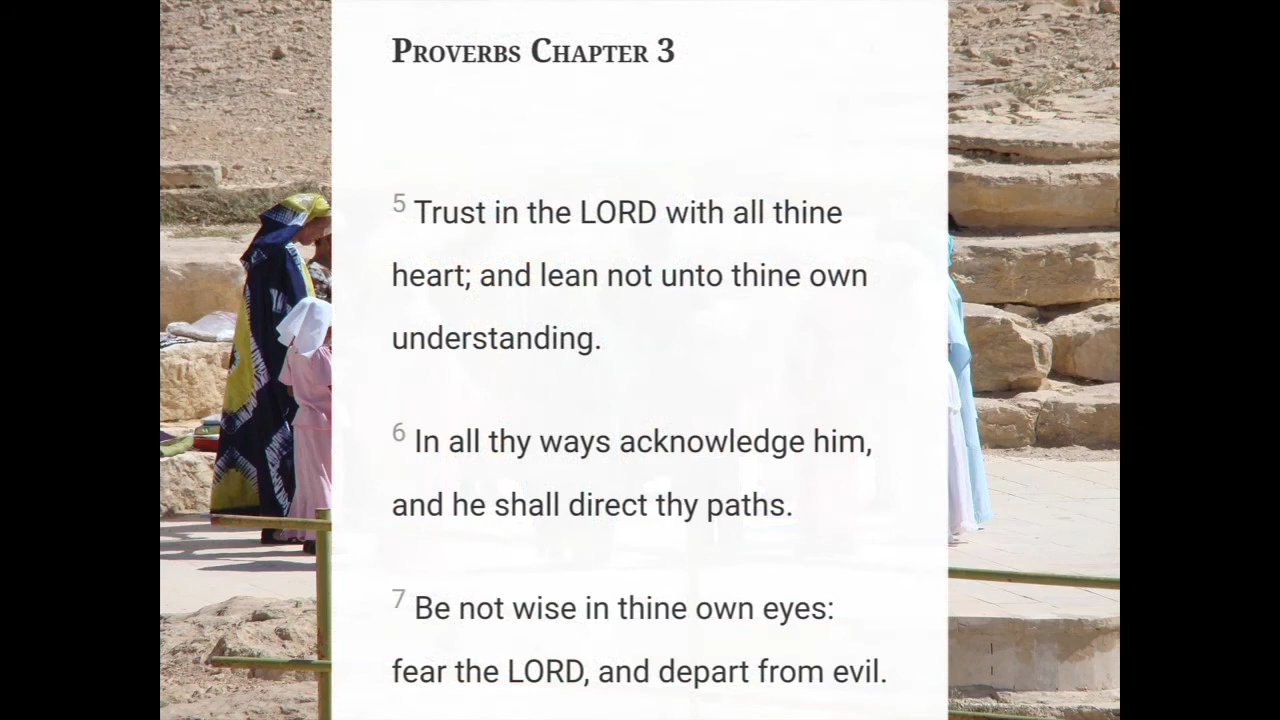 Proverbs Chapter 3
5 Trust in the LORD with all thine
heart; and lean not unto thine own
understanding.
6 In all thy ways acknowledge him,
and he shall direct thy paths.
7 Be not wise in thine own eyes:
fear the LORD, and depart from evil.